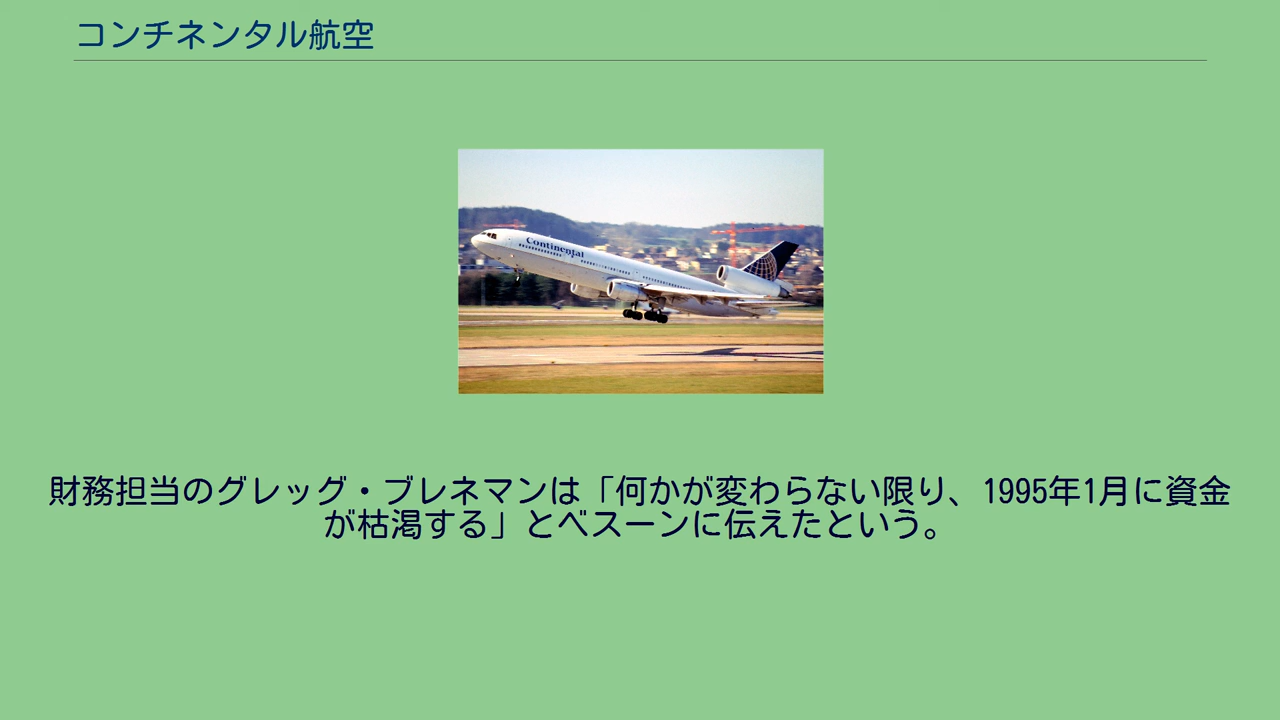 コンチネンタル航空
Continental
財務担当のグレッグ・ブレネマンは「何かが変わらない限り、1995年1月に資金
が枯渇する」とベスーンに伝えたという。